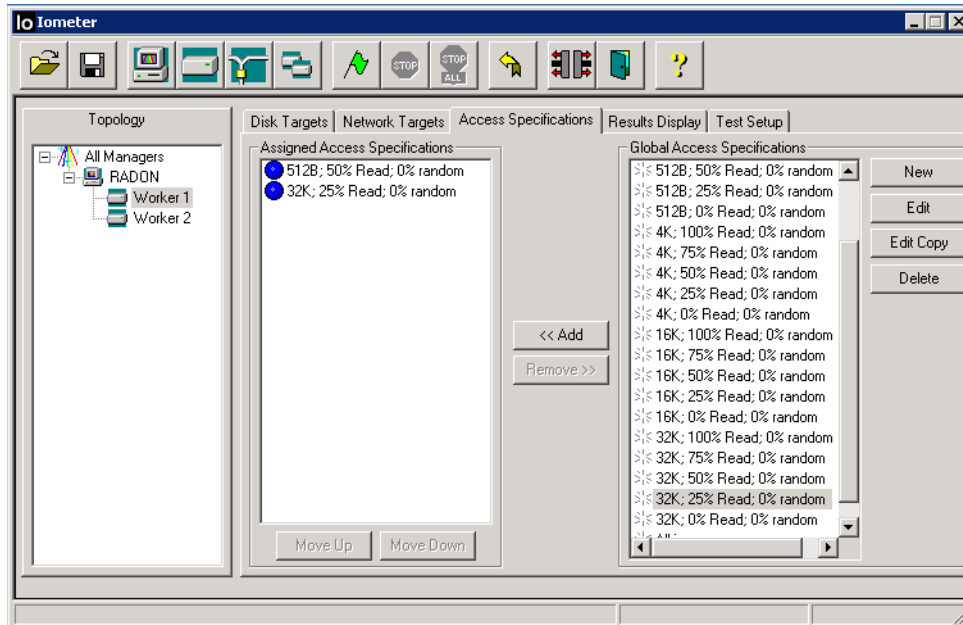 Io Iometer
STOP
STOP
ALL
Topology
All Managers
RADON
Worker 1
Worker 2
Disk Targets
Network Targets
Access Specifications
Results Display
Test Setup
Assigned Access Specifications
512B; 50% Read; 0% random
32K; 25% Read; 0% random
Move Up
Move Down
<< Add
Remove >>
Global Access Specifications
512B; 50% Read; 0% random
512B; 25% Read; 0% random
512B; 0% Read; 0% random
4K; 100% Read; 0% random
4K; 75% Read; 0% random
4K; 50% Read; 0% random
4K; 25% Read; 0% random
4K; 0% Read; 0% random
16K; 100% Read; 0% random
16K; 75% Read; 0% random
16K; 50% Read; 0% random
16K; 25% Read; 0% random
16K; 0% Read; 0% random
32K; 100% Read; 0% random
32K; 75% Read; 0% random
32K; 50% Read; 0% random
32K; 25% Read; 0% random
32K; 0% Read; 0% random
New
Edit
Edit Copy
Delete